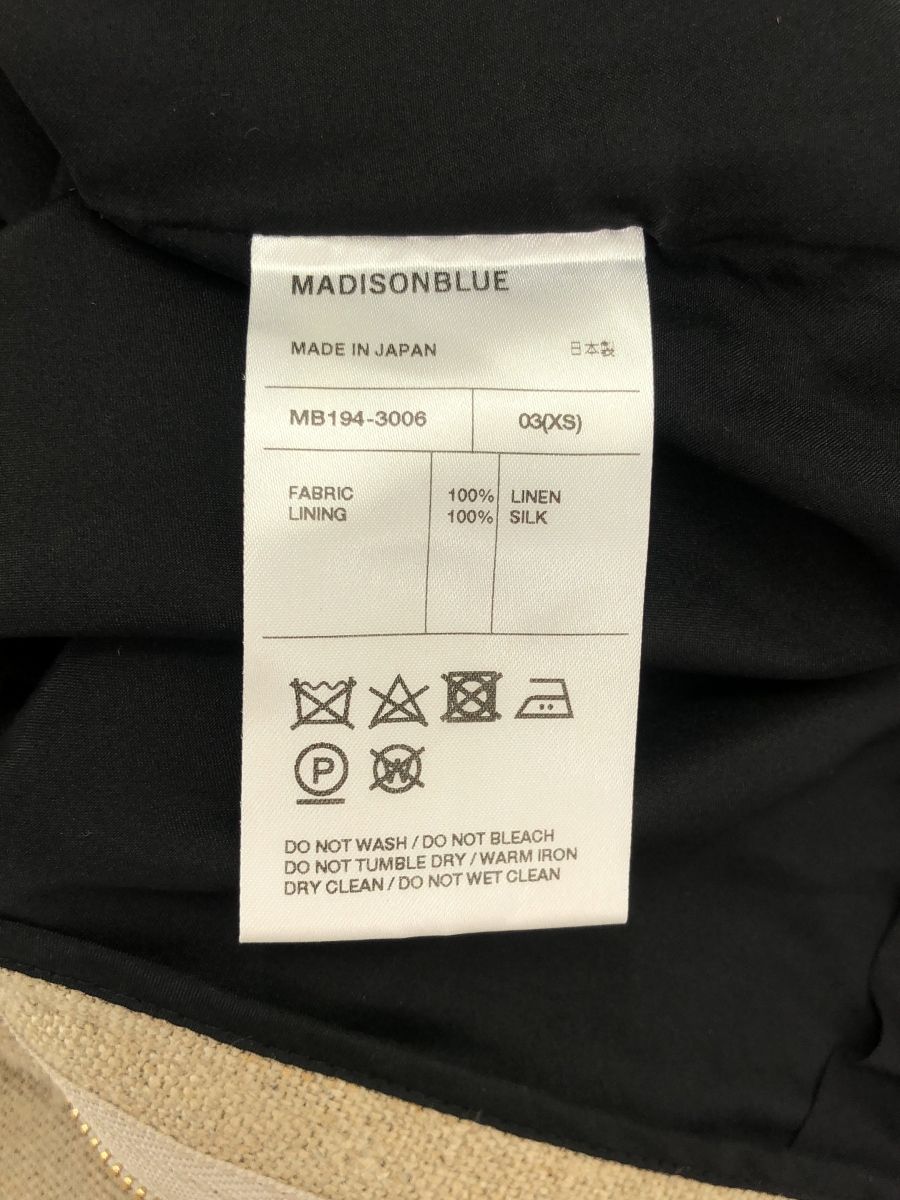 MADISONBLUE
MADE IN JAPAN 日本製
MB194-3006 03(XS)
FABRIC 100% LINEN
LINING 100% SILK
P W
DO NOT WASH / DO NOT BLEACH
DO NOT TUMBLE DRY / WARM IRON
DRY CLEAN / DO NOT WET CLEAN